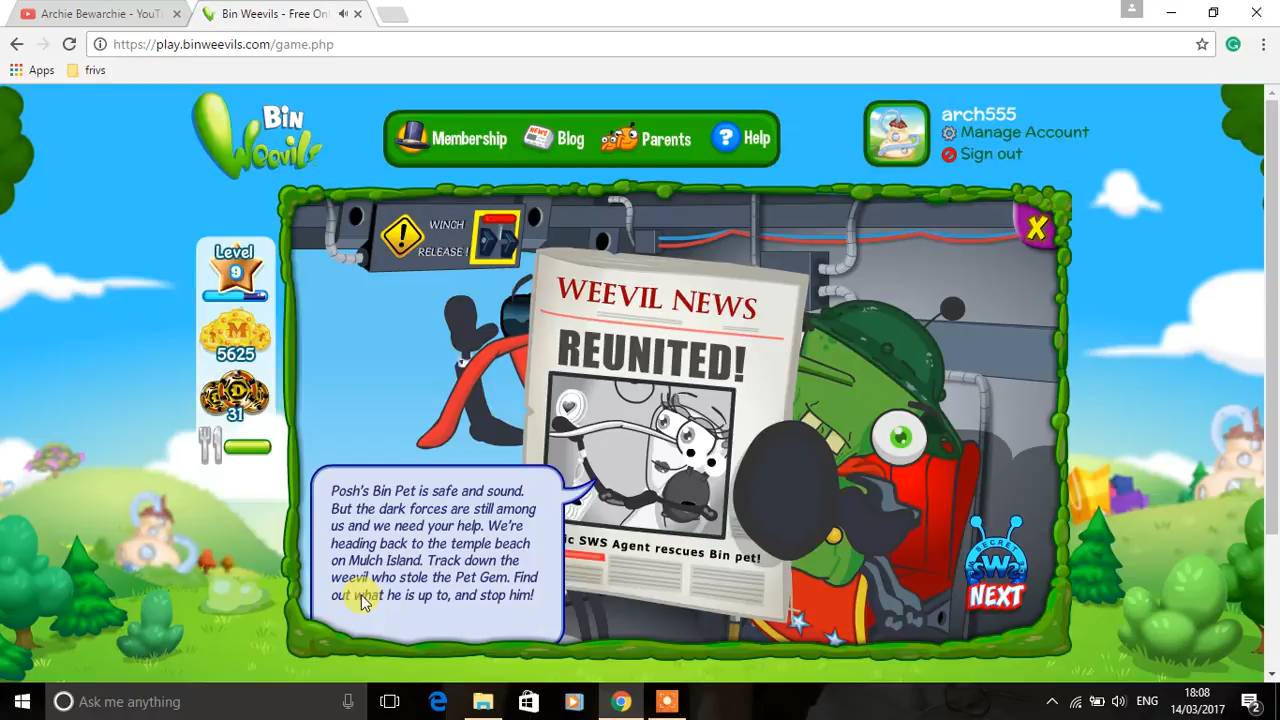 Archie Bewarchie - YouT
Bin Weevils - Free Onl
https://play.binweevils.com/game.php
Apps
frivs
Bin
Weevils
Membership
NEWS
Blog
Parents
? Help
arch555
Manage Account
Sign out
Level
9
M
5625
D
31
WINCH
RELEASE!
X
WEEVIL NEWS
REUNITED!
ic SWS Agent rescues Bin pet!
Posh's Bin Pet is safe and sound.
But the dark forces are still among
us and we need your help. We're
heading back to the temple beach
on Mulch Island. Track down the
weevil who stole the Pet Gem. Find
out what he is up to, and stop him!
SECRET
SWS
NEXT
Ask me anything
ENG
18:08
14/03/2017
2